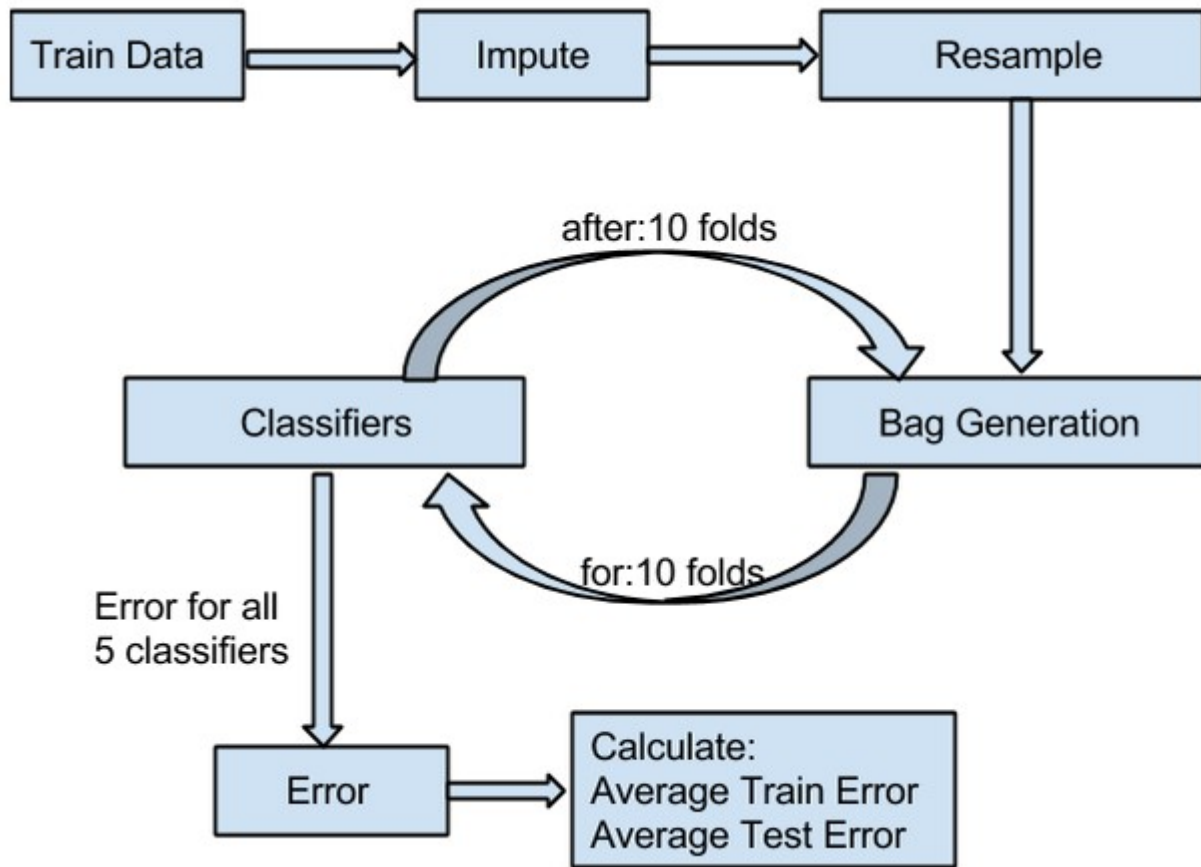 Train Data
Impute
Resample
after:10 folds
Classifiers
Bag Generation
for:10 folds
Error for all
5 classifiers
Error
Calculate:
Average Train Error
Average Test Error